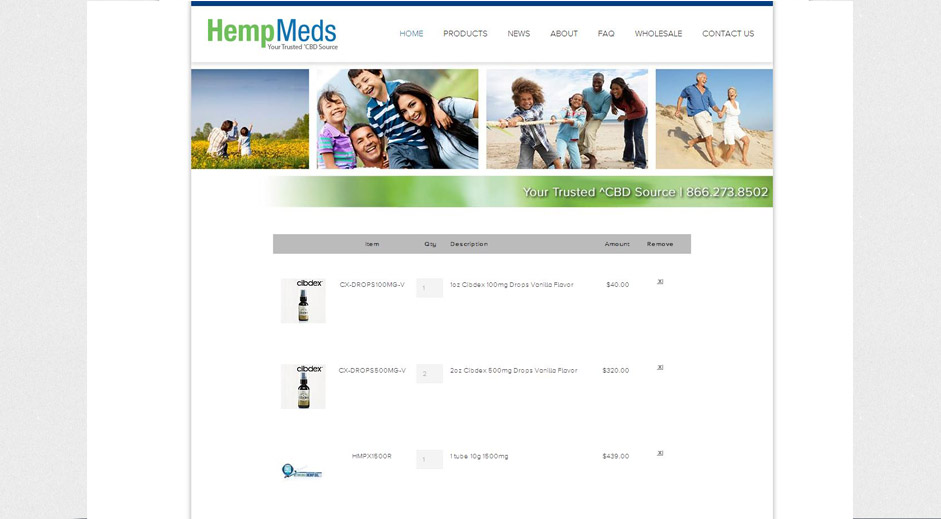 HempMeds
Your Trusted ^CBD Source
HOME PRODUCTS NEWS ABOUT FAQ WHOLESALE CONTACT US
Your Trusted ^CBD Source | 866.273.8502
Item Qty Description Amount Remove
cibdex
CX-DROPS100MG-V 1 1oz Cibdex 100mg Drops Vanilla Flavor $40.00
cibdex
CX-DROPS500MG-V 2 2oz Cibdex 500mg Drops Vanilla Flavor $320.00
HMPX1500R 1 1 tube 10g 1500mg $439.00